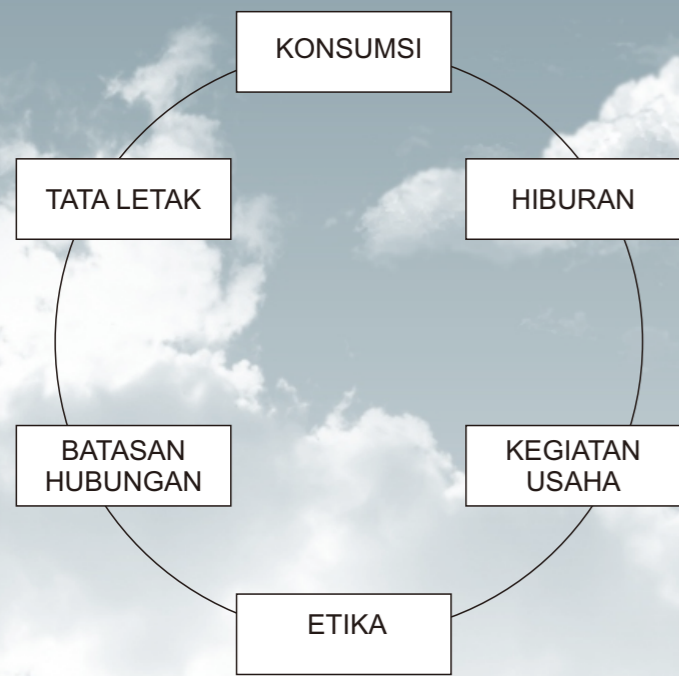 KONSUMSI
TATA LETAK
HIBURAN
BATASAN
HUBUNGAN
KEGIATAN
USAHA
ETIKA